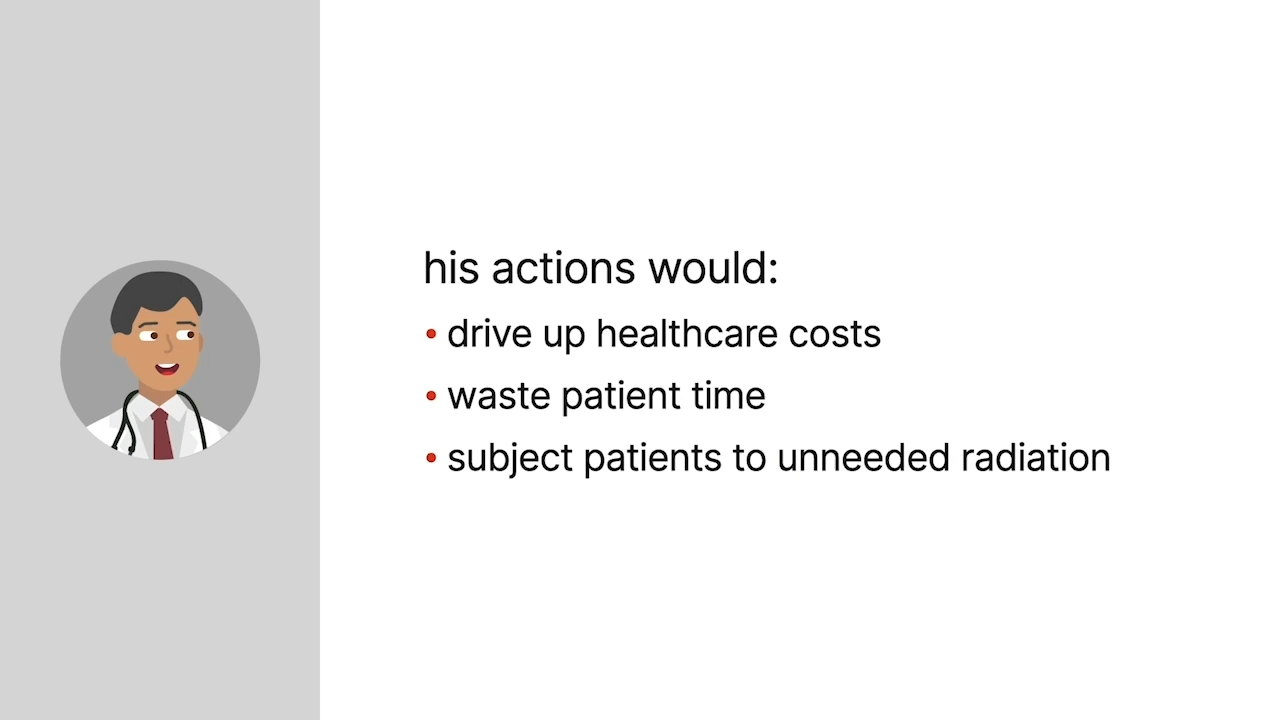 his actions would:
• drive up healthcare costs
• waste patient time
• subject patients to unneeded radiation